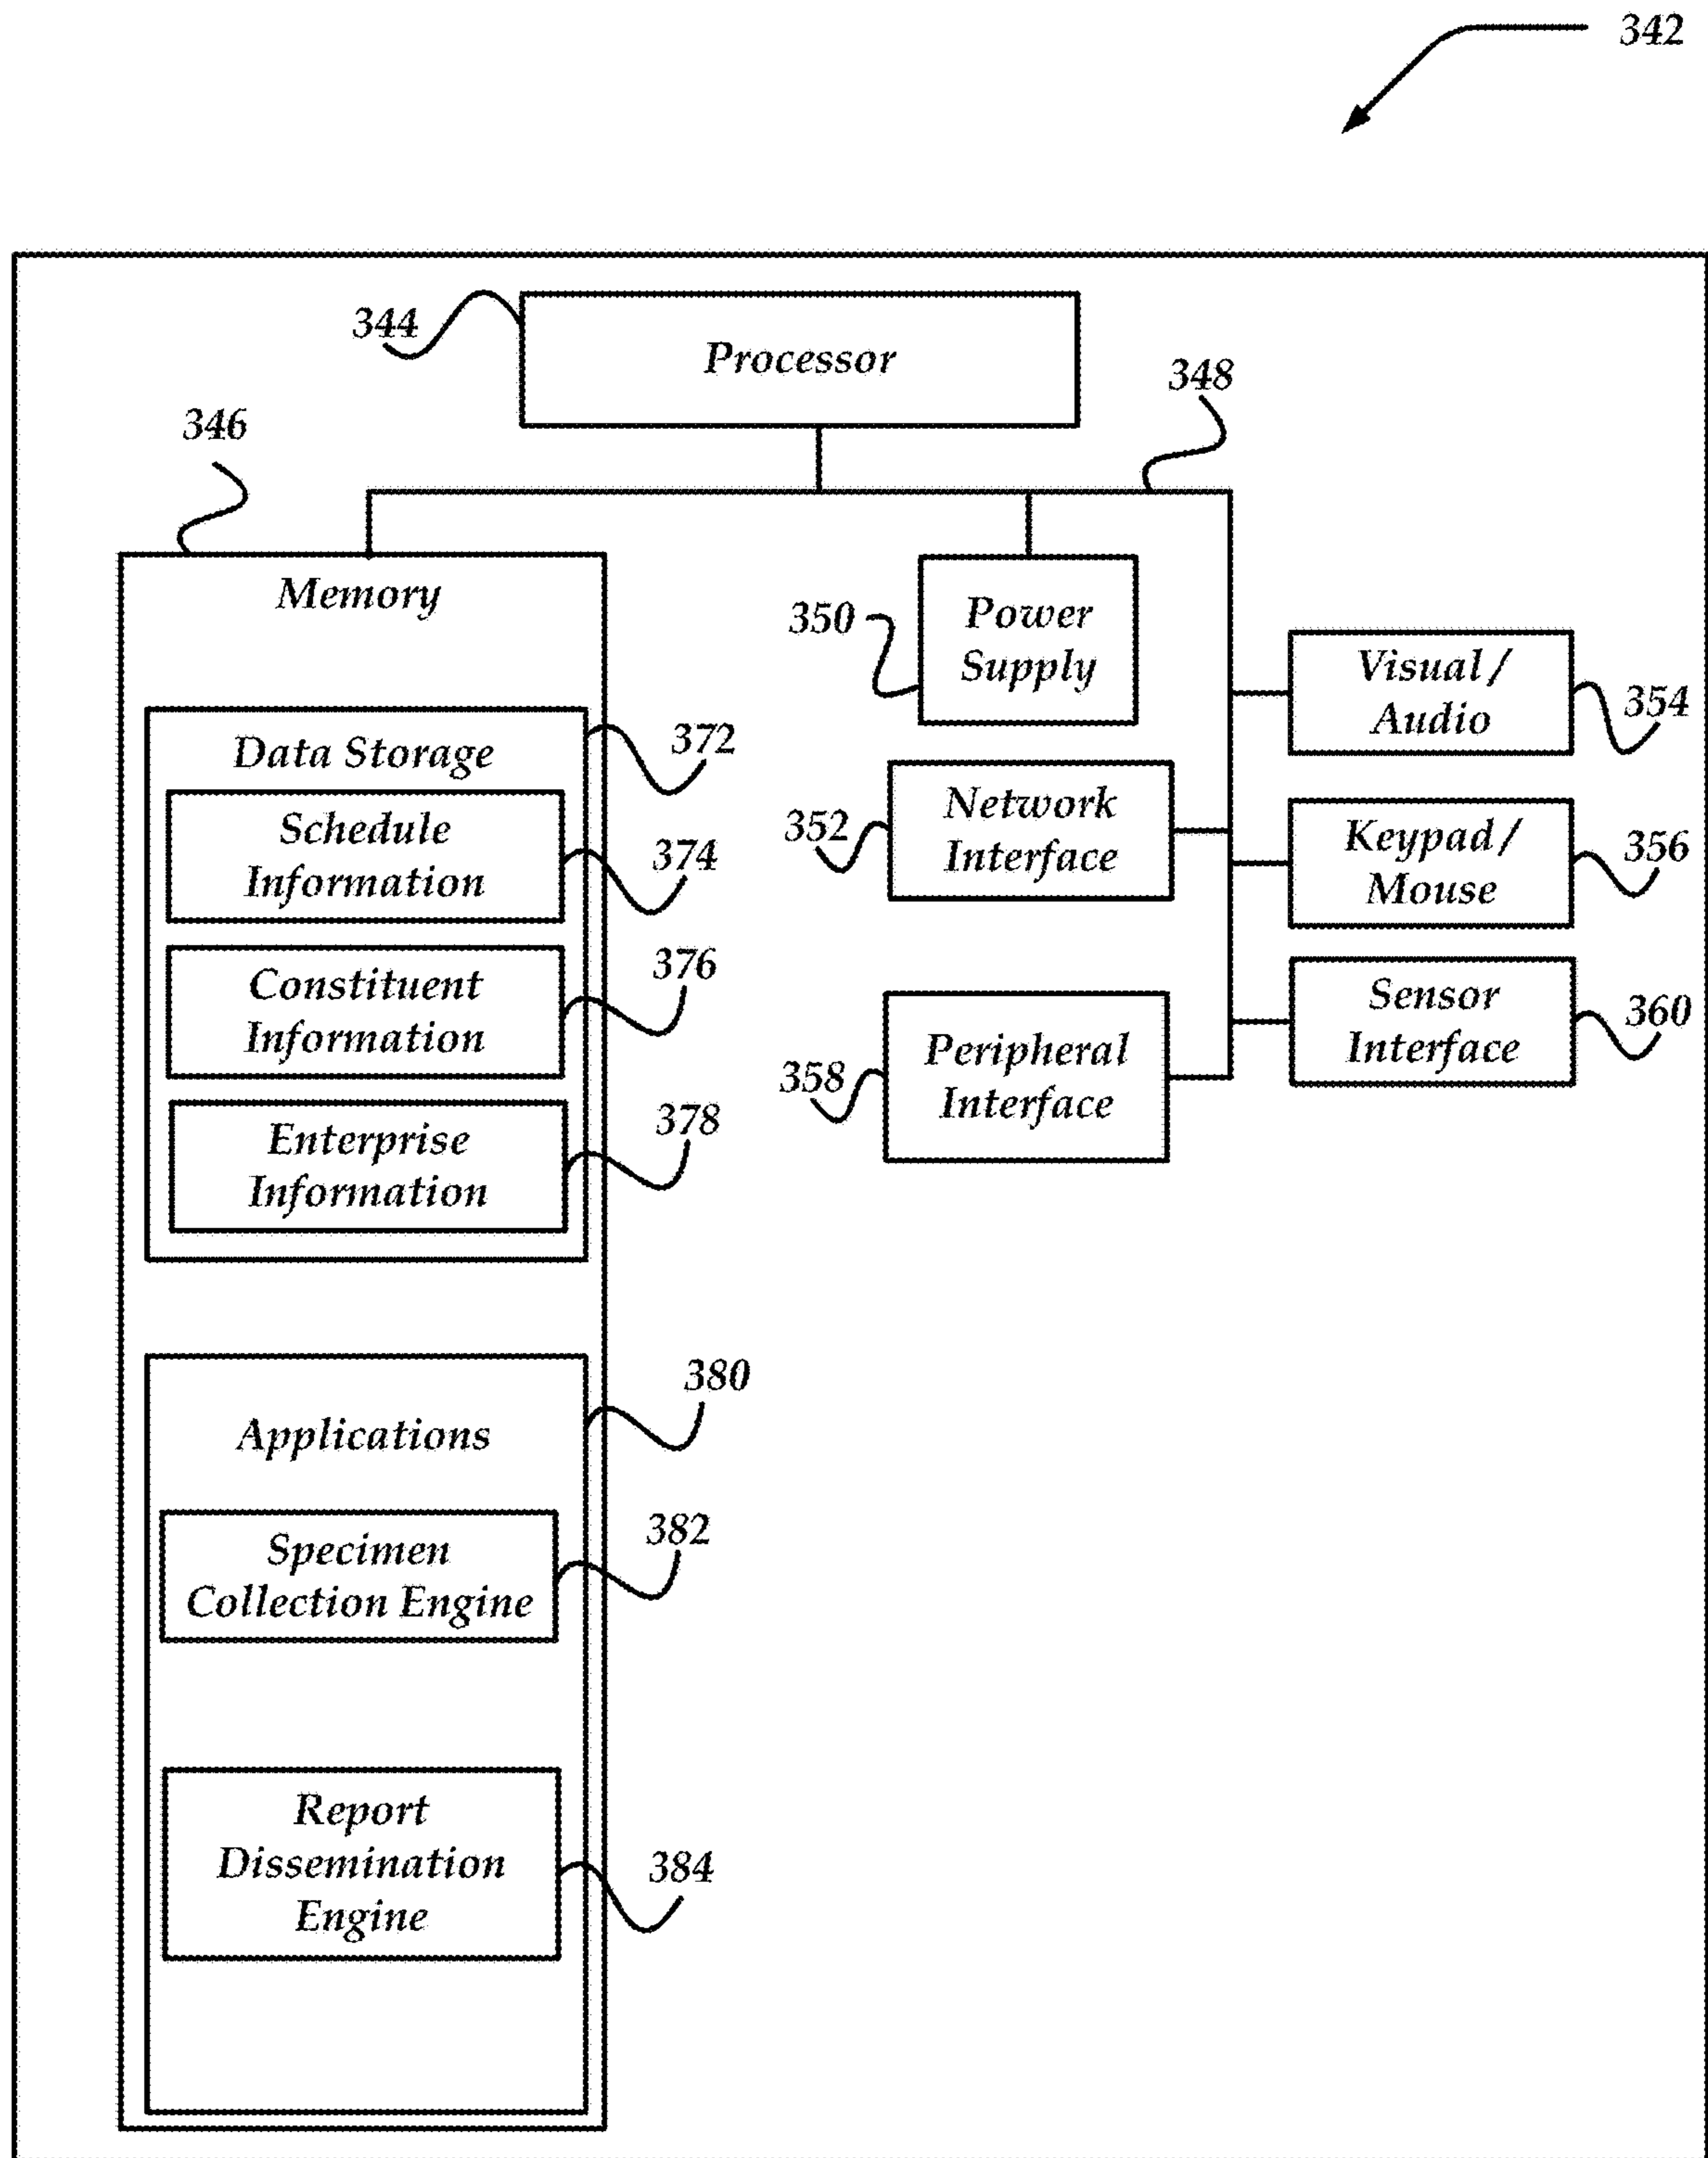 342
344
Processor
348
346
Memory
350
Power
Supply
Visual/
Audio
354
372
Data Storage
Schedule
Information
374
352
Network
Interface
Keypad/
Mouse
356
Constituent
Information
376
358
Peripheral
Interface
Sensor
Interface
360
Enterprise
Information
378
380
Applications
Specimen
Collection Engine
382
Report
Dissemination
Engine
384